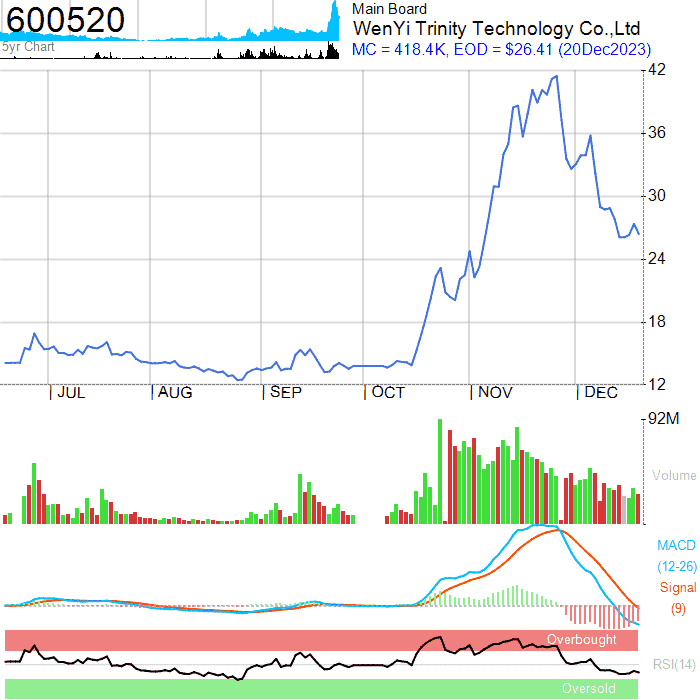 600520
5yr Chart
Main Board
WenYi Trinity Technology Co.,Ltd
MC = 418.4K, EOD = $26.41 (20Dec2023)
42
36
30
24
18
12
JUL
AUG
SEP
OCT
NOV
DEC
92M
Volume
MACD
(12-26)
Signal
(9)
Overbought
RSI(14)
Oversold